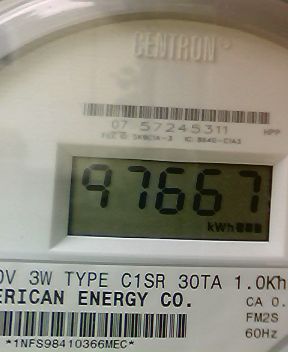 CENTRON
07 57245311 HPP
97667
kWh
0V 3W TYPE C1SR 30TA 1.0Kh
ERICAN ENERGY CO. CA 0.
FM2S
60Hz
*1NFS98410366MEC*